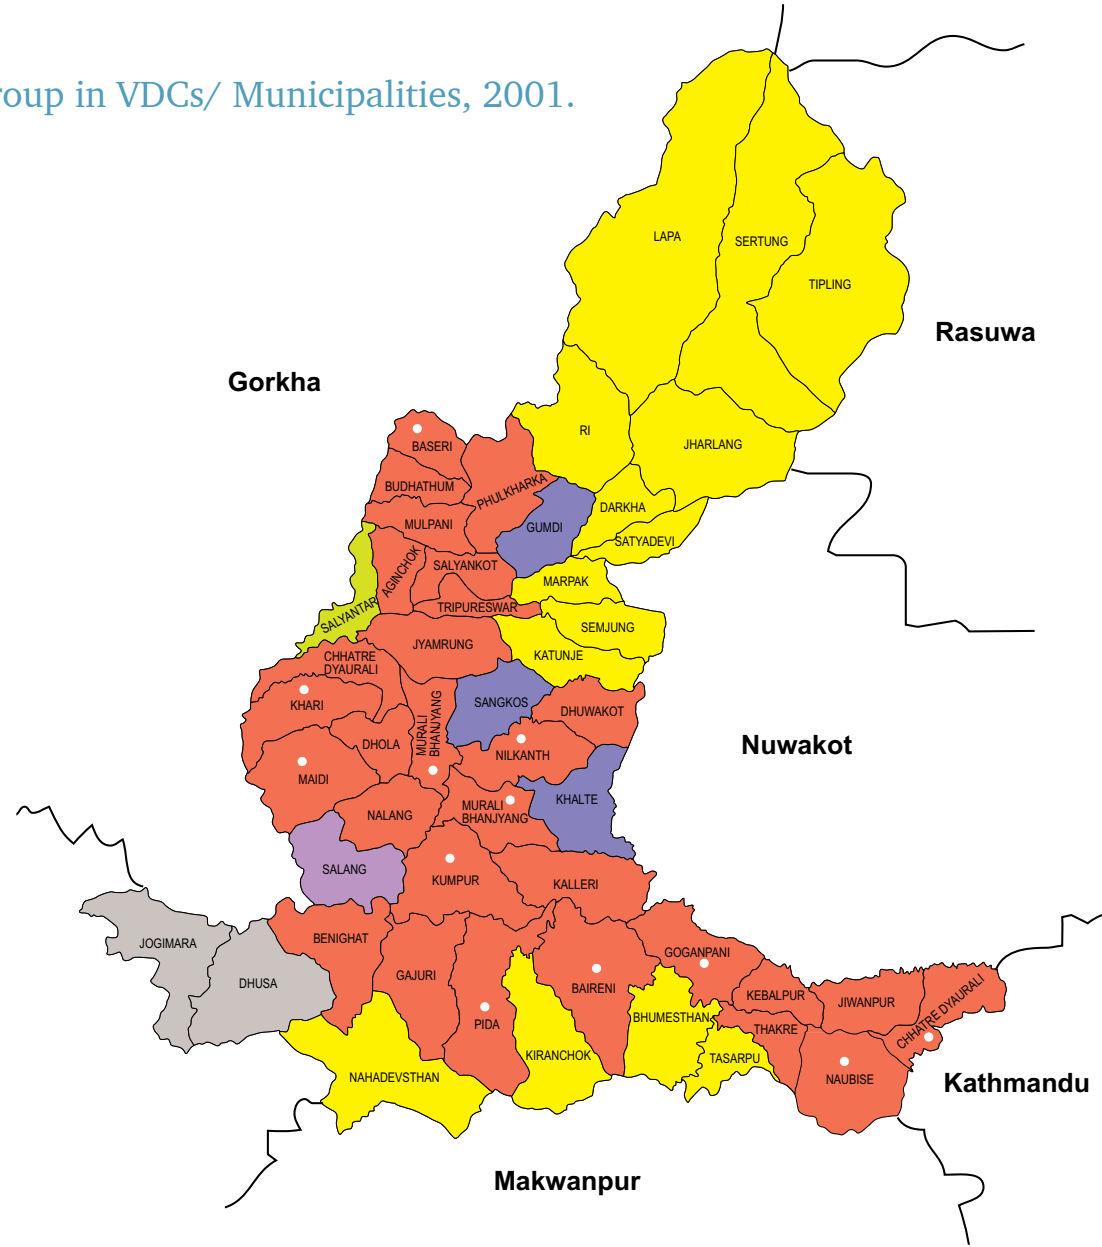 roup in VDCs/ Municipalities, 2001.
LAPA
SERTUNG
TIPLING
Rasuwa
Gorkha
RI
JHARLANG
BASERI
BUDHATHUM
PHULKHARKA
MULPANI
GUMDI
DARKHA
SATYADEVI
AGINCHOK
SALYANKOT
MARPAK
SALYANTAR
TRIPURESWAR
SEMJUNG
JYAMRUNG
KATUNJE
CHHATRE
DYAURALI
KHARI
SANGKOS
DHUWAKOT
MURALI
BHANJYANG
DHOLA
NILKANTH
Nuwakot
MAIDI
KHALTE
NALANG
MURALI
BHANJYANG
SALANG
KUMPUR
KALLERI
JOGIMARA
BENIGHAT
GOGANPANI
DHUSA
GAJURI
BAIRENI
KEBALPUR
JIWANPUR
CHHATRE DYAURALI
PIDA
BHUMESTHAN
THAKRE
KIRANCHOK
TASARPU
NAHADEVSTHAN
NAUBISE
Kathmandu
Makwanpur